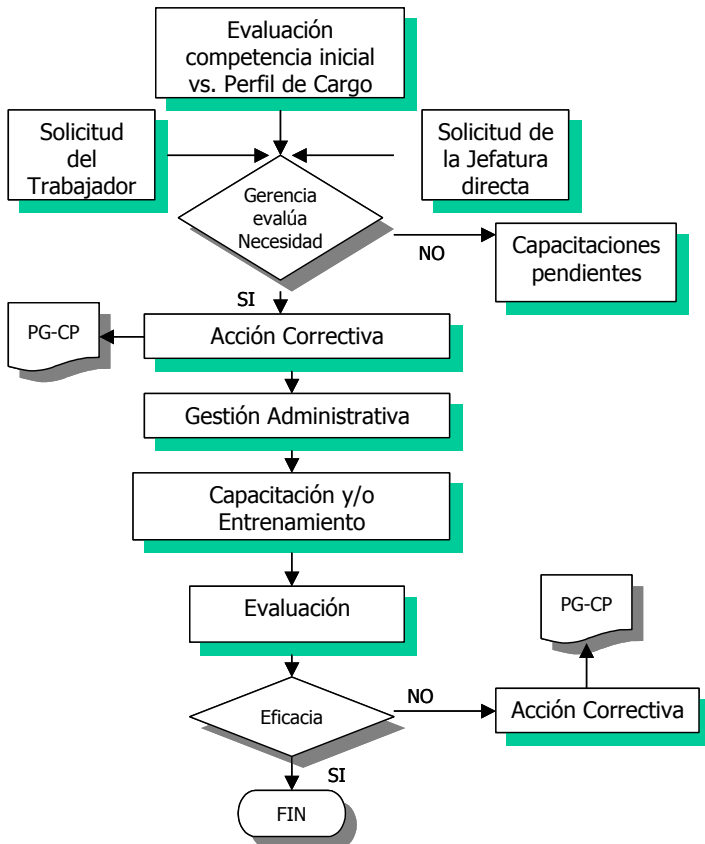 Evaluación
competencia inicial
vs. Perfil de Cargo
Solicitud
del
Trabajador
Solicitud de
la Jefatura
directa
Gerencia
evalúa
Necesidad
NO
Capacitaciones
pendientes
SI
PG-CP
Acción Correctiva
Gestión Administrativa
Capacitación y/o
Entrenamiento
Evaluación
PG-CP
Eficacia
NO
Acción Correctiva
SI
FIN